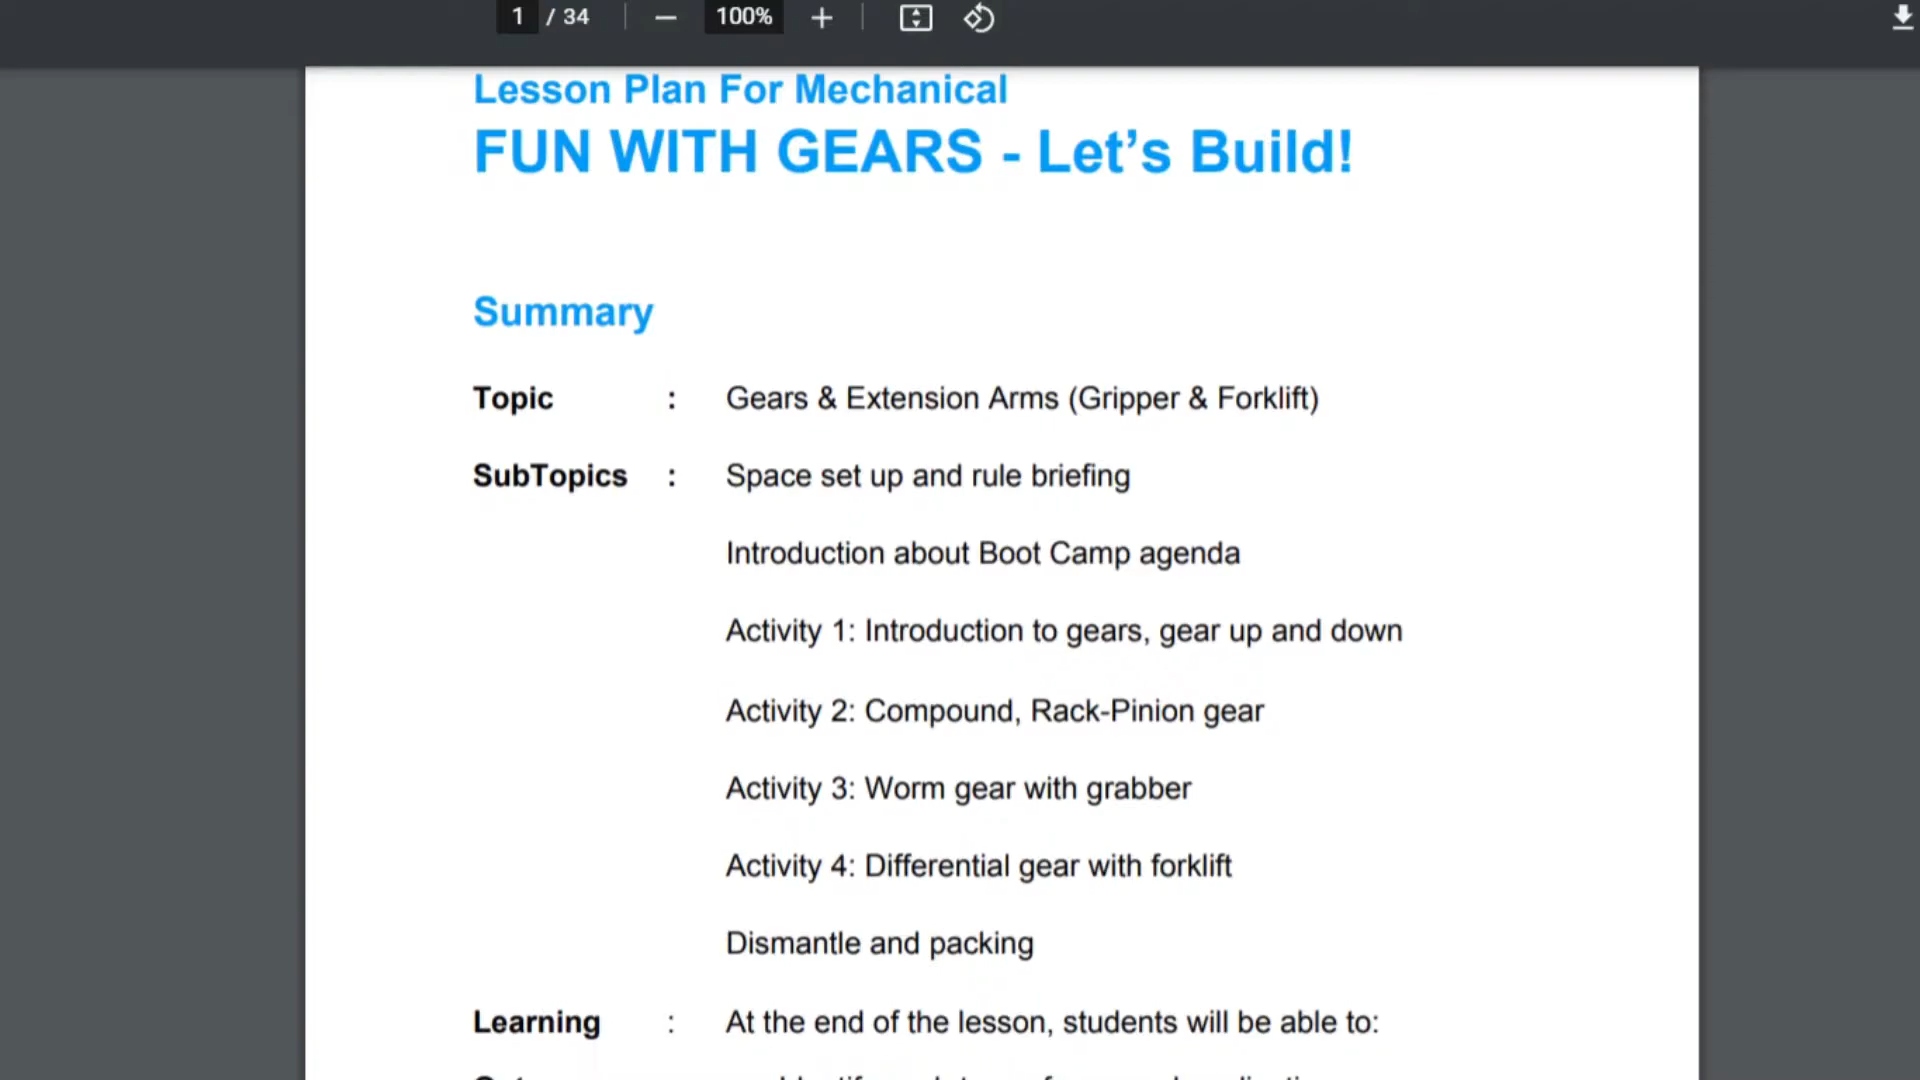 1 / 34 100%
Lesson Plan For Mechanical
FUN WITH GEARS - Let’s Build!
Summary
Topic : Gears & Extension Arms (Gripper & Forklift)
SubTopics : Space set up and rule briefing
Introduction about Boot Camp agenda
Activity 1: Introduction to gears, gear up and down
Activity 2: Compound, Rack-Pinion gear
Activity 3: Worm gear with grabber
Activity 4: Differential gear with forklift
Dismantle and packing
Learning : At the end of the lesson, students will be able to: